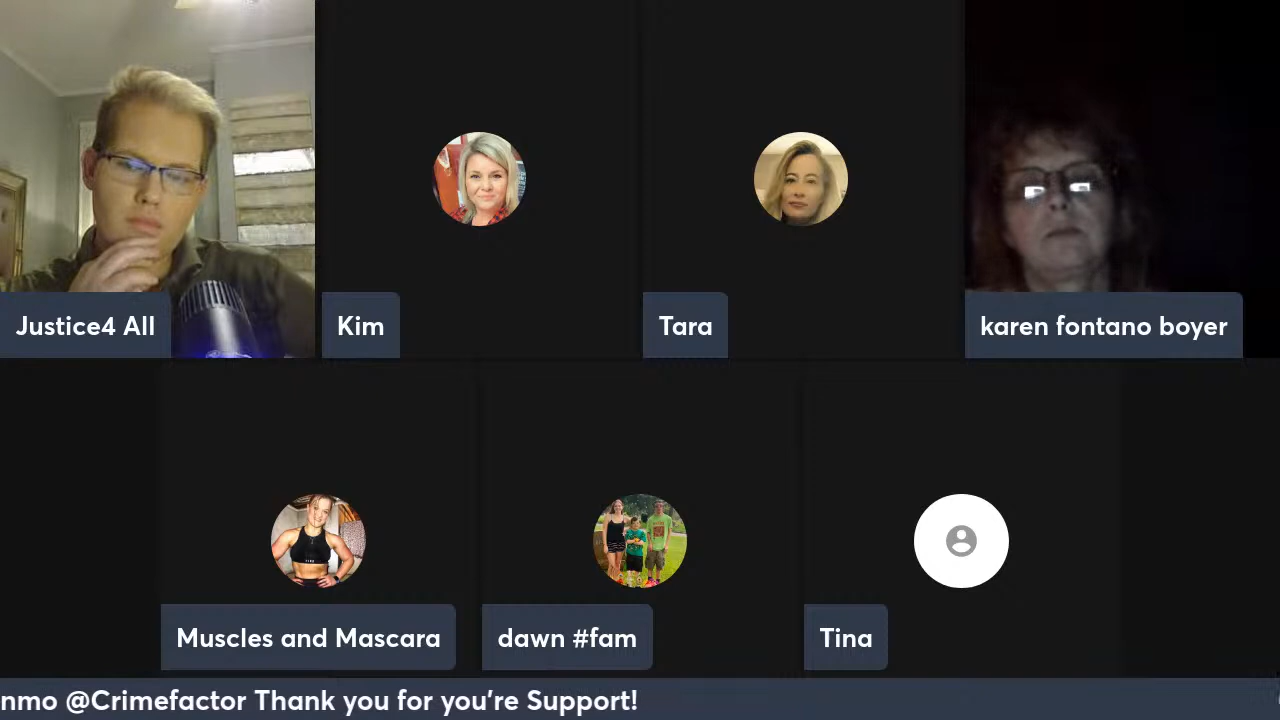 Justice4 All
Kim
Tara
karen fontano boyer
Muscles and Mascara
dawn #fam
Tina
nmo @Crimefactor Thank you for you’re Support!